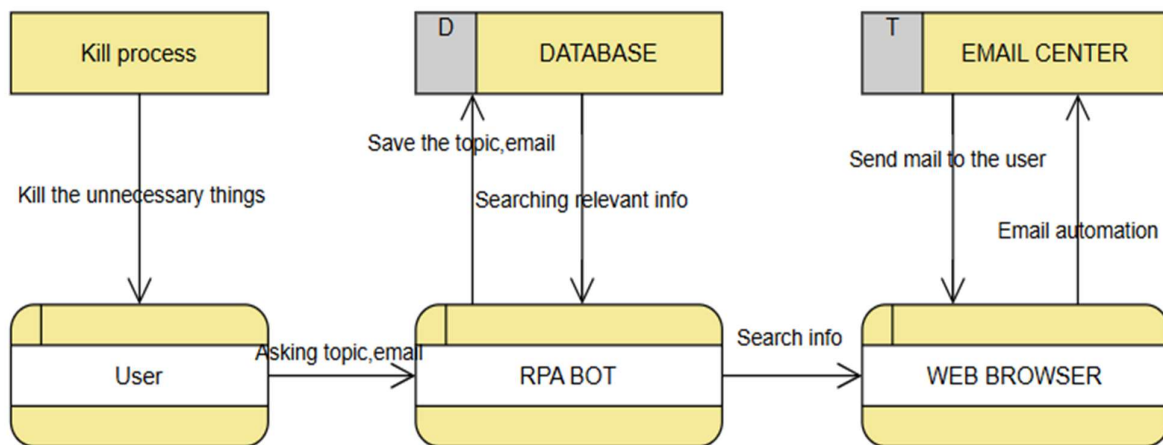 Kill process
D
DATABASE
T
EMAIL CENTER
Save the topic,email
Send mail to the user
Kill the unnecessary things
Searching relevant info
Email automation
Asking topic,email
Search info
User
RPA BOT
WEB BROWSER